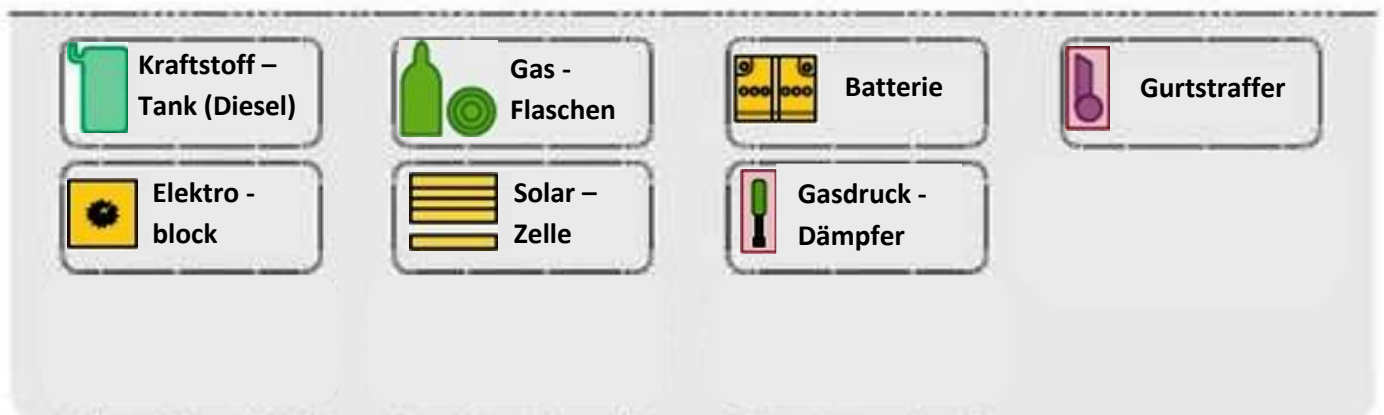 Kraftstoff –
Tank (Diesel)
Gas -
Flaschen
Batterie
Gurtstraffer
Elektro -
block
Solar –
Zelle
Gasdruck -
Dämpfer